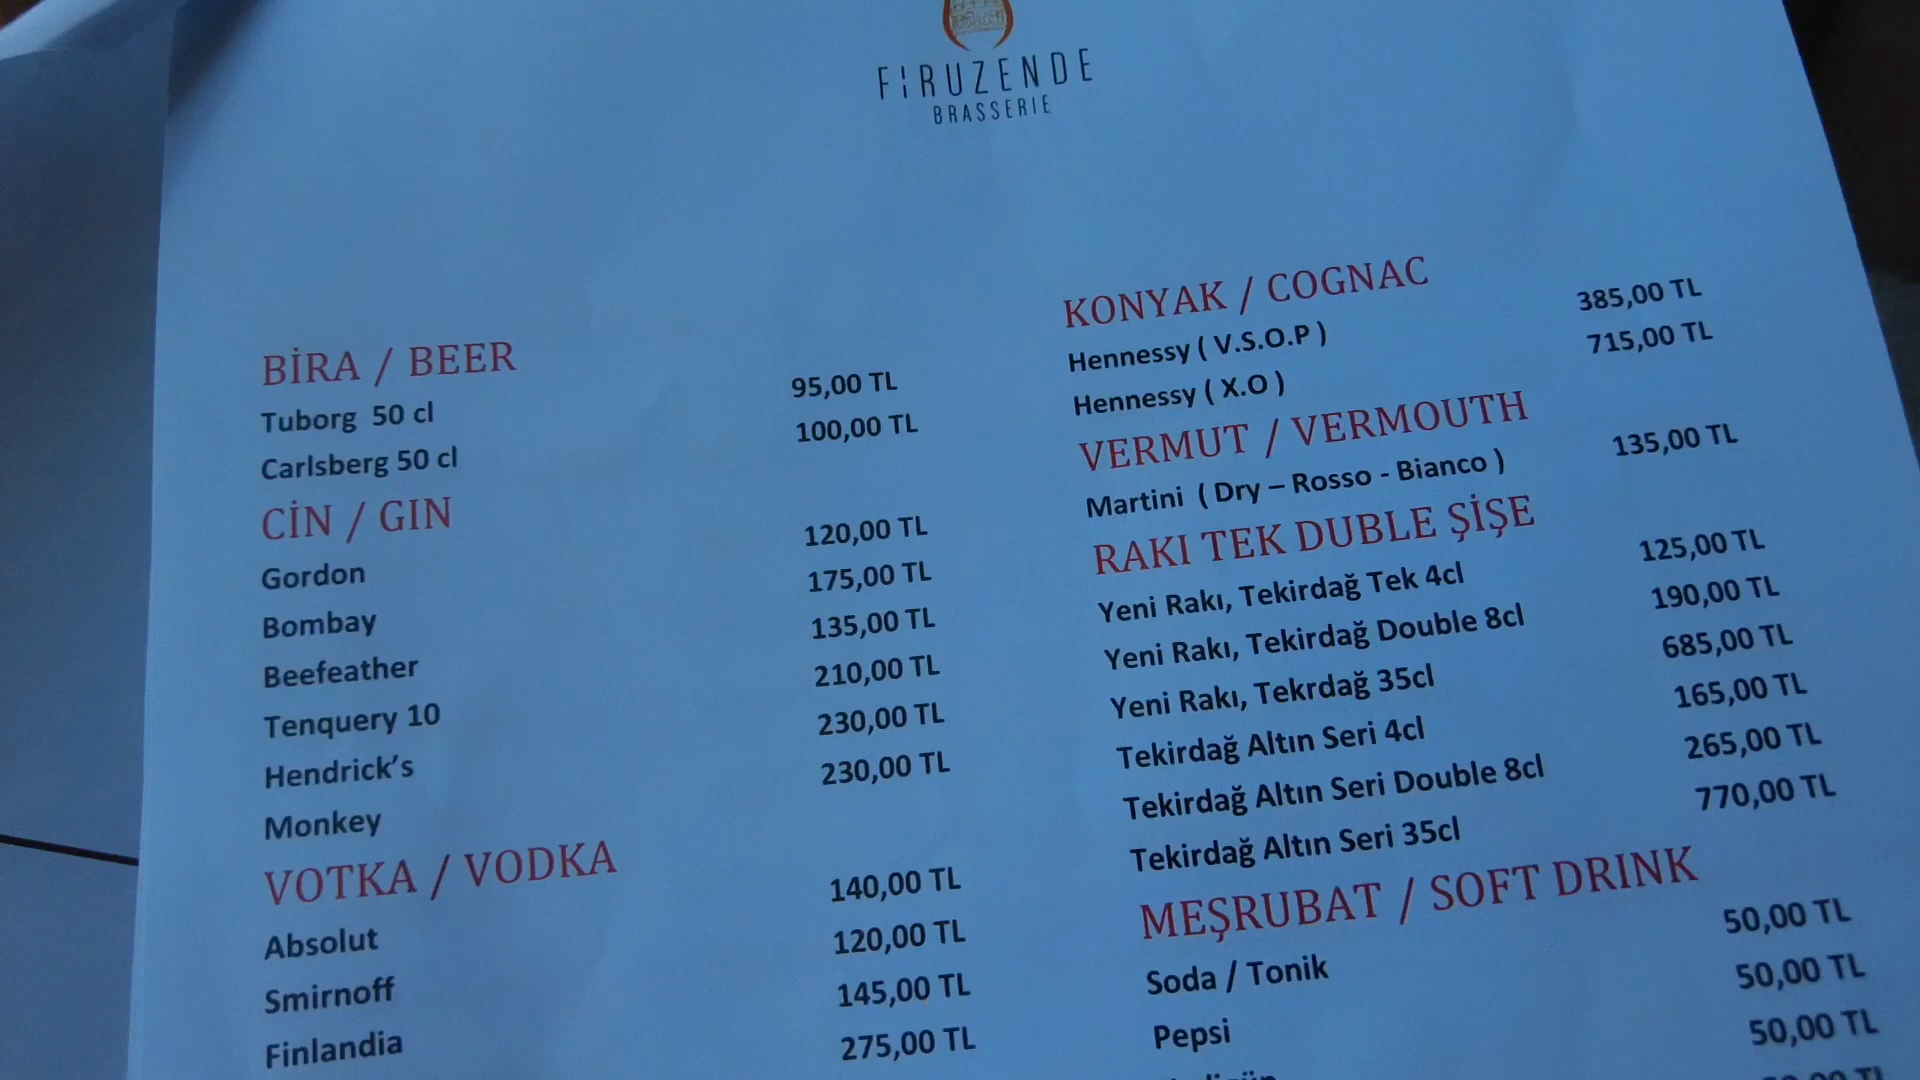 FİRUZENDE
BRASSERIE
BİRA / BEER
Tuborg 50 cl 95,00 TL
Carlsberg 50 cl 100,00 TL
CİN / GIN
Gordon 120,00 TL
Bombay 175,00 TL
Beefeather 135,00 TL
Tenquery 10 210,00 TL
Hendrick’s 230,00 TL
Monkey 230,00 TL
VOTKA / VODKA
Absolut 140,00 TL
Smirnoff 120,00 TL
Finlandia 145,00 TL
275,00 TL
KONYAK / COGNAC
Hennessy ( V.S.O.P ) 385,00 TL
Hennessy ( X.O ) 715,00 TL
VERMUT / VERMOUTH
Martini ( Dry – Rosso - Bianco ) 135,00 TL
RAKI TEK DUBLE ŞİŞE
Yeni Rakı, Tekirdağ Tek 4cl 125,00 TL
Yeni Rakı, Tekirdağ Double 8cl 190,00 TL
Yeni Rakı, Tekrdağ 35cl 685,00 TL
Tekirdağ Altın Seri 4cl 165,00 TL
Tekirdağ Altın Seri Double 8cl 265,00 TL
Tekirdağ Altın Seri 35cl 770,00 TL
MEŞRUBAT / SOFT DRINK
Soda / Tonik 50,00 TL
Pepsi 50,00 TL
50,00 TL